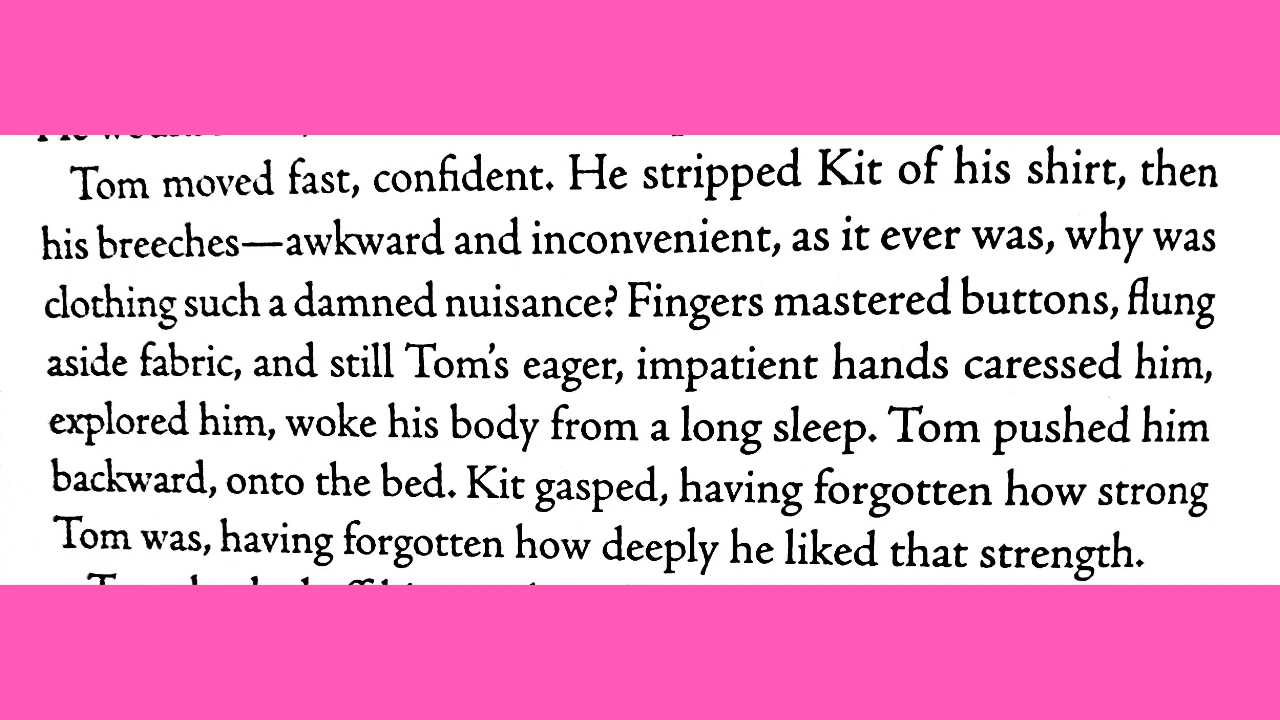 Tom moved fast, confident. He stripped Kit of his shirt, then
his breeches—awkward and inconvenient, as it ever was, why was
clothing such a damned nuisance? Fingers mastered buttons, flung
aside fabric, and still Tom's eager, impatient hands caressed him,
explored him, woke his body from a long sleep. Tom pushed him
backward, onto the bed. Kit gasped, having forgotten how strong
Tom was, having forgotten how deeply he liked that strength.